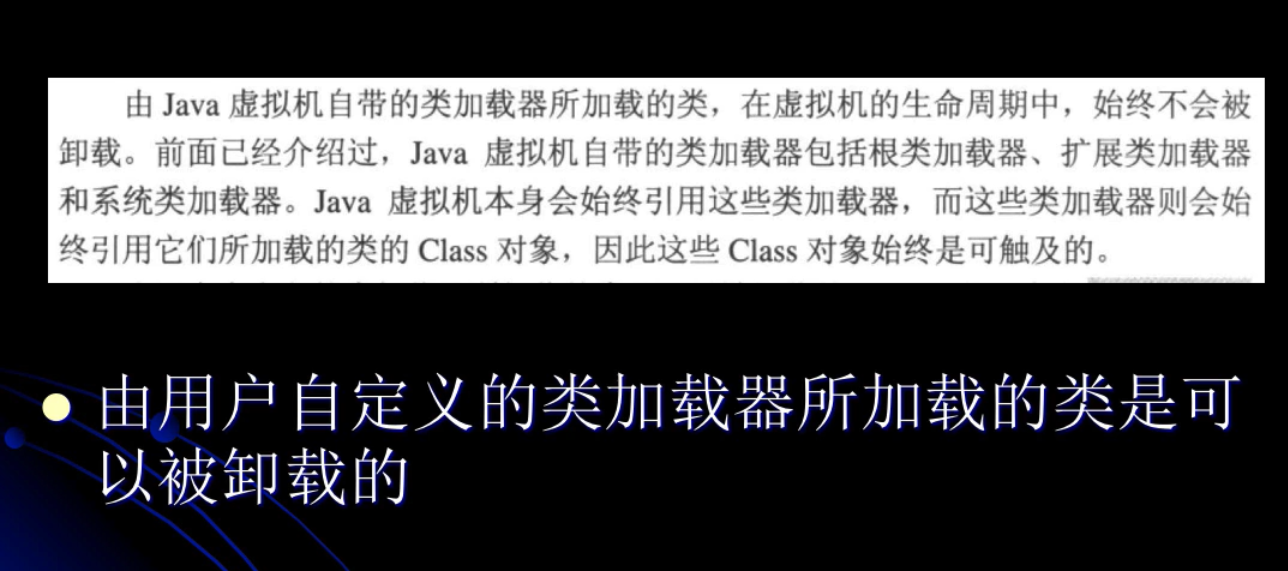 由 Java 虚拟机自带的类加载器所加载的类，在虚拟机的生命周期中，始终不会被
卸载。前面已经介绍过，Java 虚拟机自带的类加载器包括根类加载器、扩展类加载器
和系统类加载器。Java 虚拟机本身会始终引用这些类加载器，而这些类加载器则会始
终引用它们所加载的类的 Class 对象，因此这些 Class 对象始终是可触及的。
由用户自定义的类加载器所加载的类是可
以被卸载的